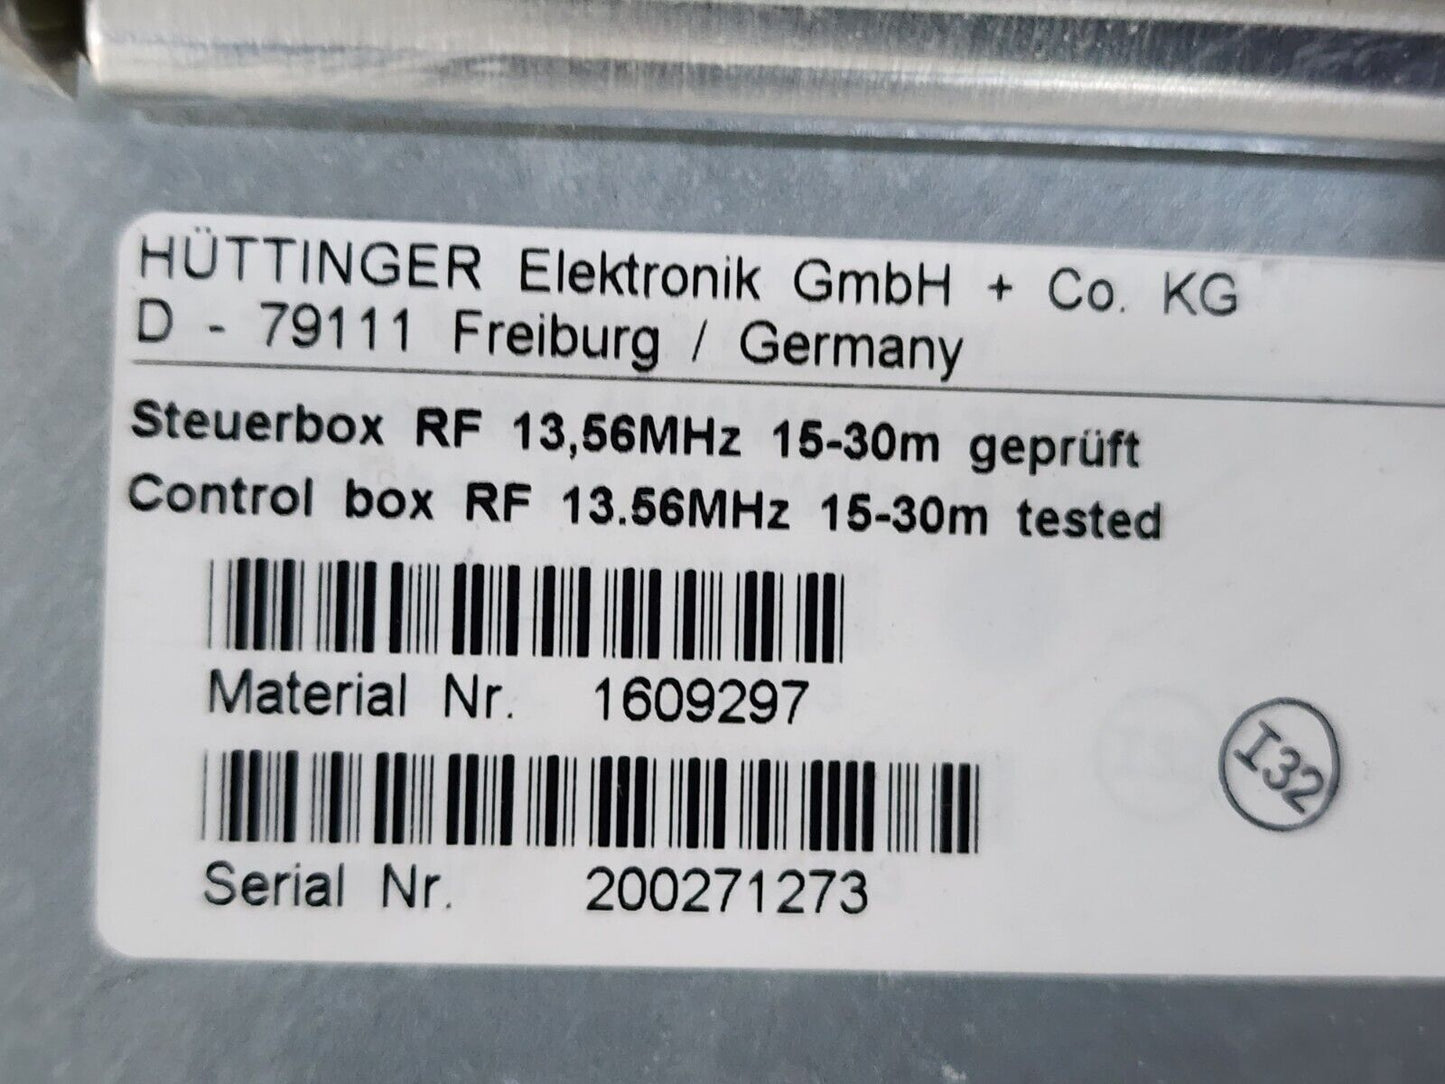 HÜTTINGER Elektronik GmbH + Co. KG
D - 79111 Freiburg / Germany
Steuerbox RF 13,56MHz 15-30m geprüft
Control box RF 13.56MHz 15-30m tested
Material Nr. 1609297
I32
Serial Nr. 200271273